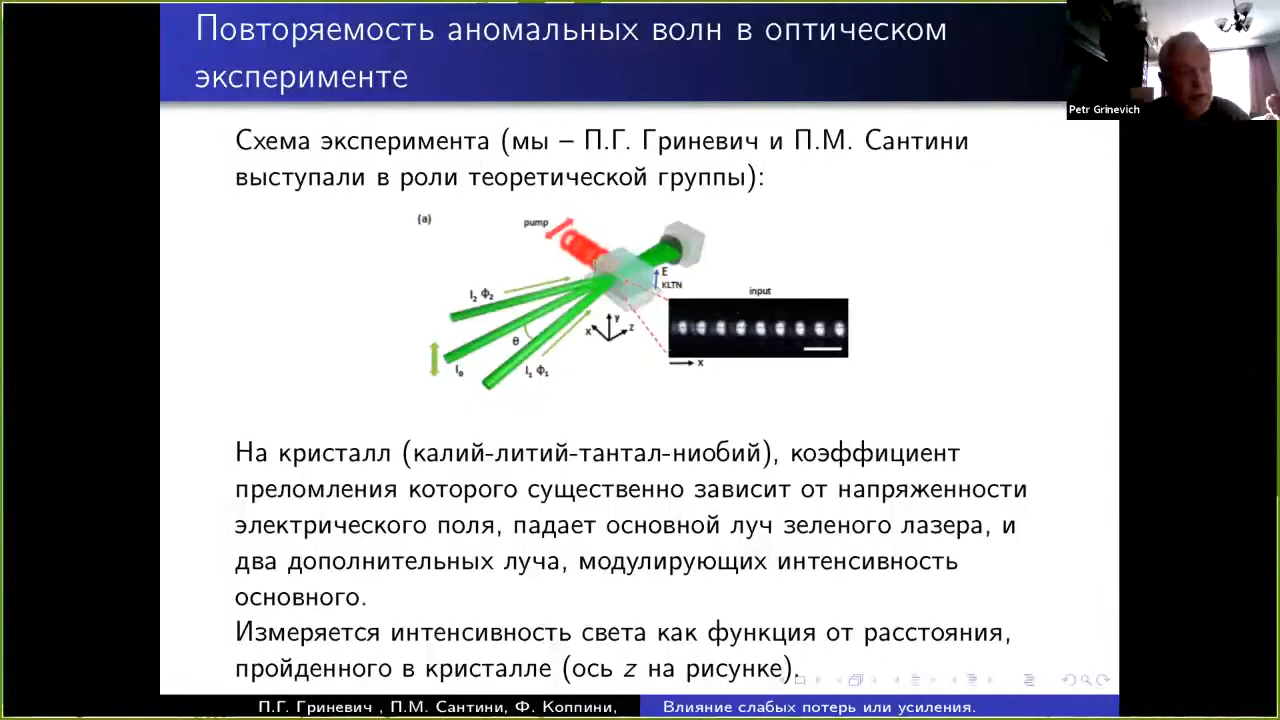 Повторяемость аномальных волн в оптическом
эксперименте
Petr Grinevich
Схема эксперимента (мы – П.Г. Гриневич и П.М. Сантини
выступали в роли теоретической группы):
(a)
pump
E
KLTN
input
I₂ Φ₂
y
x
z
θ
I₀
I₁ Φ₁
x
На кристалл (калий-литий-тантал-ниобий), коэффициент
преломления которого существенно зависит от напряженности
электрического поля, падает основной луч зеленого лазера, и
два дополнительных луча, модулирующих интенсивность
основного.
Измеряется интенсивность света как функция от расстояния,
пройденного в кристалле (ось z на рисунке).
П.Г. Гриневич , П.М. Сантини, Ф. Коппини,
Влияние слабых потерь или усиления.